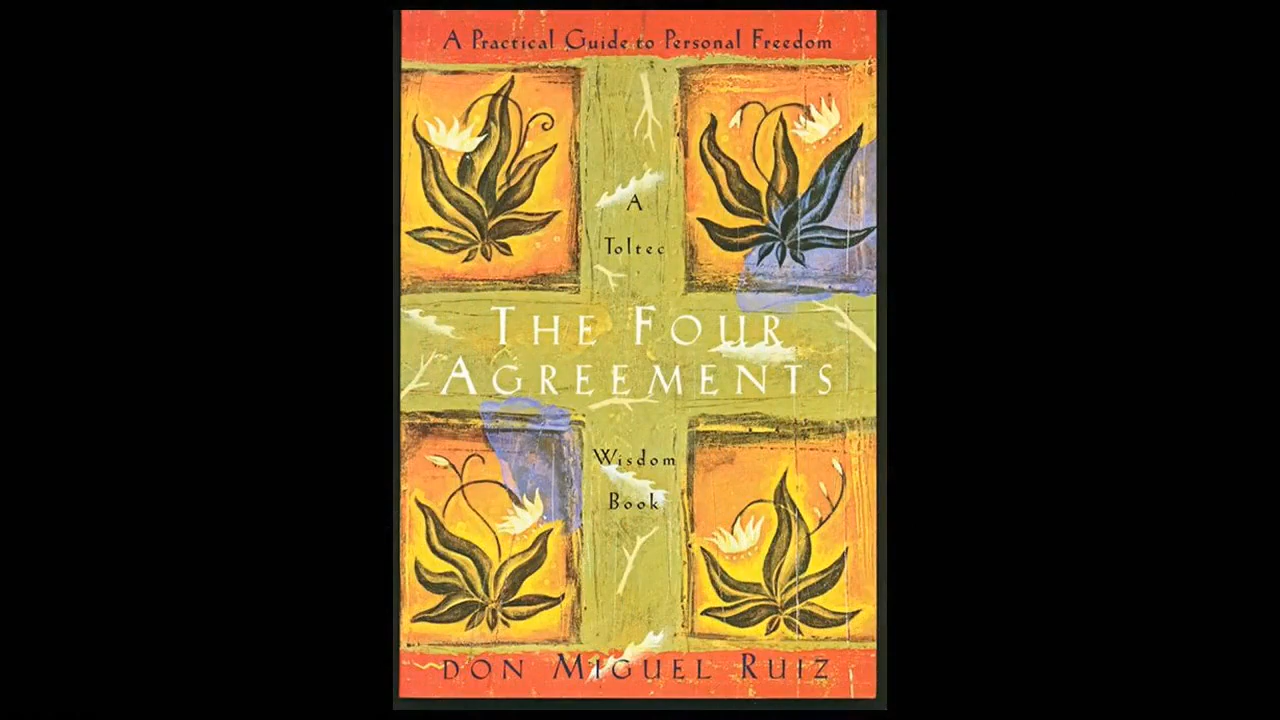 A Practical Guide to Personal Freedom
A
Toltec
THE FOUR
AGREEMENTS
Wisdom
Book
DON MIGUEL RUIZ